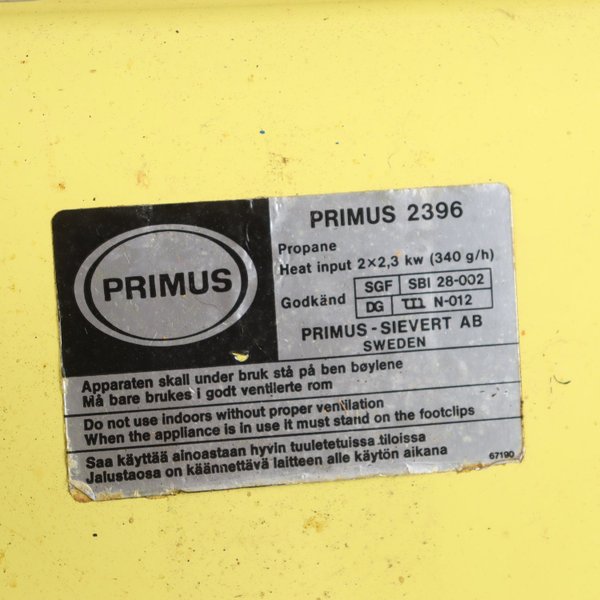 PRIMUS
PRIMUS 2396
Propane
Heat input 2×2,3 kw (340 g/h)
Godkänd
SGF SBI 28-002
DG TTI N-012
PRIMUS - SIEVERT AB
SWEDEN
Apparaten skall under bruk stå på ben bøylene
Må bare brukes i godt ventilerte rom
Do not use indoors without proper ventilation
When the appliance is in use it must stand on the footclips
Saa käyttää ainoastaan hyvin tuuletetuissa tiloissa
Jalustaosa on käännettävä laitteen alle käytön aikana
67190